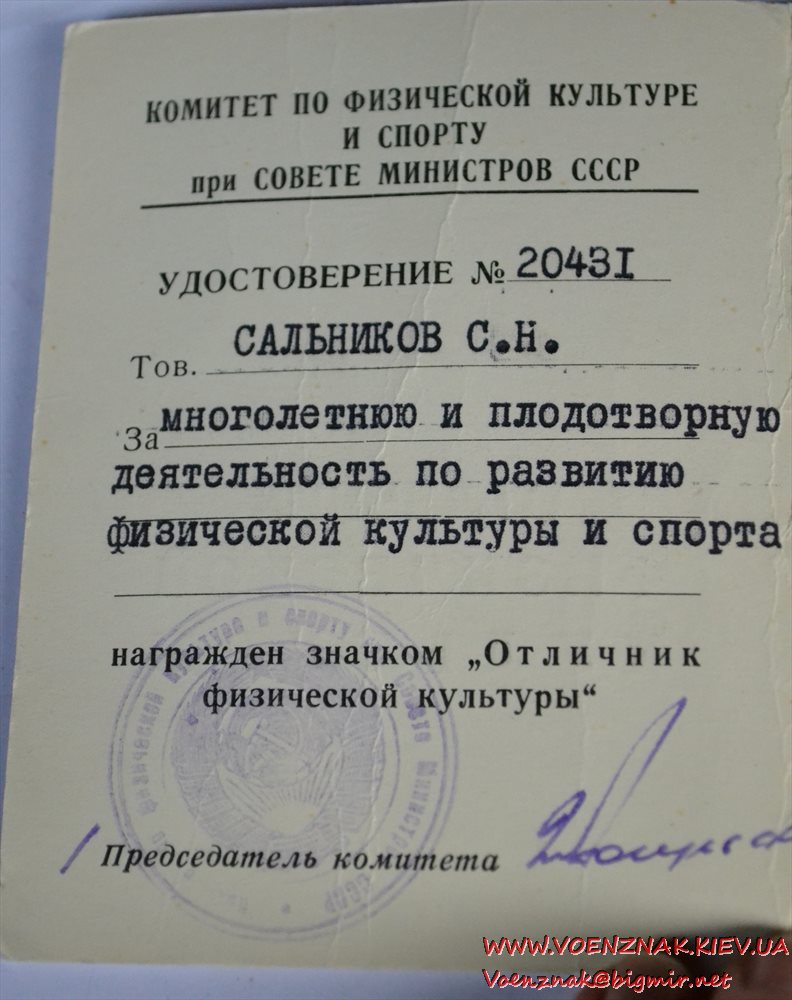 КОМИТЕТ ПО ФИЗИЧЕСКОЙ КУЛЬТУРЕ
И СПОРТУ
при СОВЕТЕ МИНИСТРОВ СССР
УДОСТОВЕРЕНИЕ № 20431
Тов. САЛЬНИКОВ С.Н.
За многолетнюю и плодотворную
деятельность по развитию
физической культуры и спорта
награжден значком „Отличник
физической культуры“
Председатель комитета
WWW.VOENZNAK.KIEV.UA
Voenznak@bigmir.net